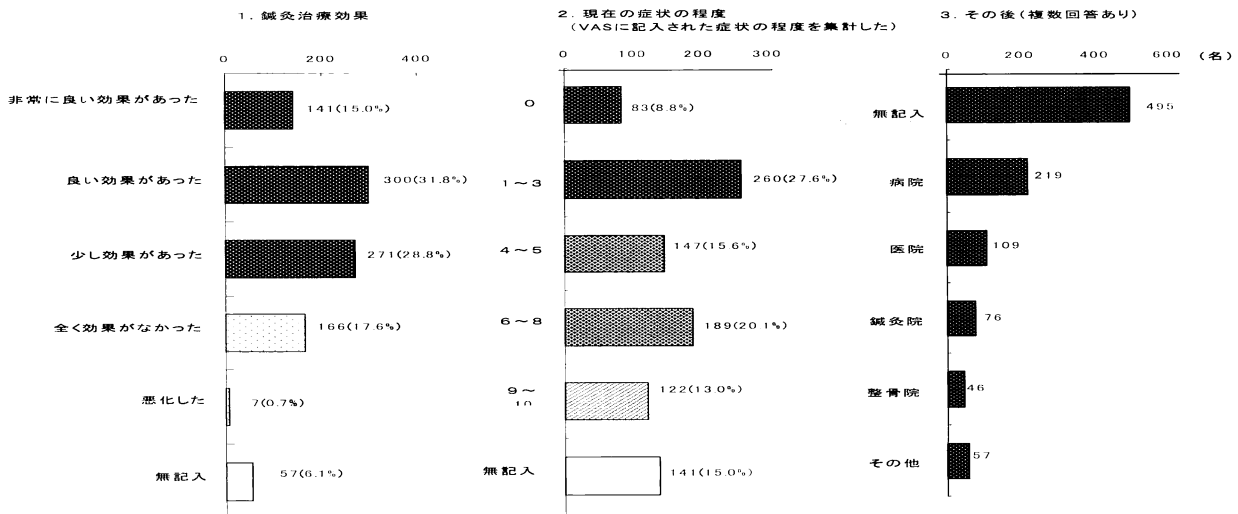 1. 鍼灸治療効果
0 200 400
非常に良い効果があった 141(15.0%)
良い効果があった 300(31.8%)
少し効果があった 271(28.8%)
全く効果がなかった 166(17.6%)
悪化した 7(0.7%)
無記入 57(6.1%)
2. 現在の症状の程度
(VASに記入された症状の程度を集計した)
0 100 200 300
0 83(8.8%)
1〜3 260(27.6%)
4〜5 147(15.6%)
6〜8 189(20.1%)
9〜
10 122(13.0%)
無記入 141(15.0%)
3. その後(複数回答あり)
0 200 400 600 (名)
無記入 495
病院 219
医院 109
鍼灸院 76
整骨院 46
その他 57